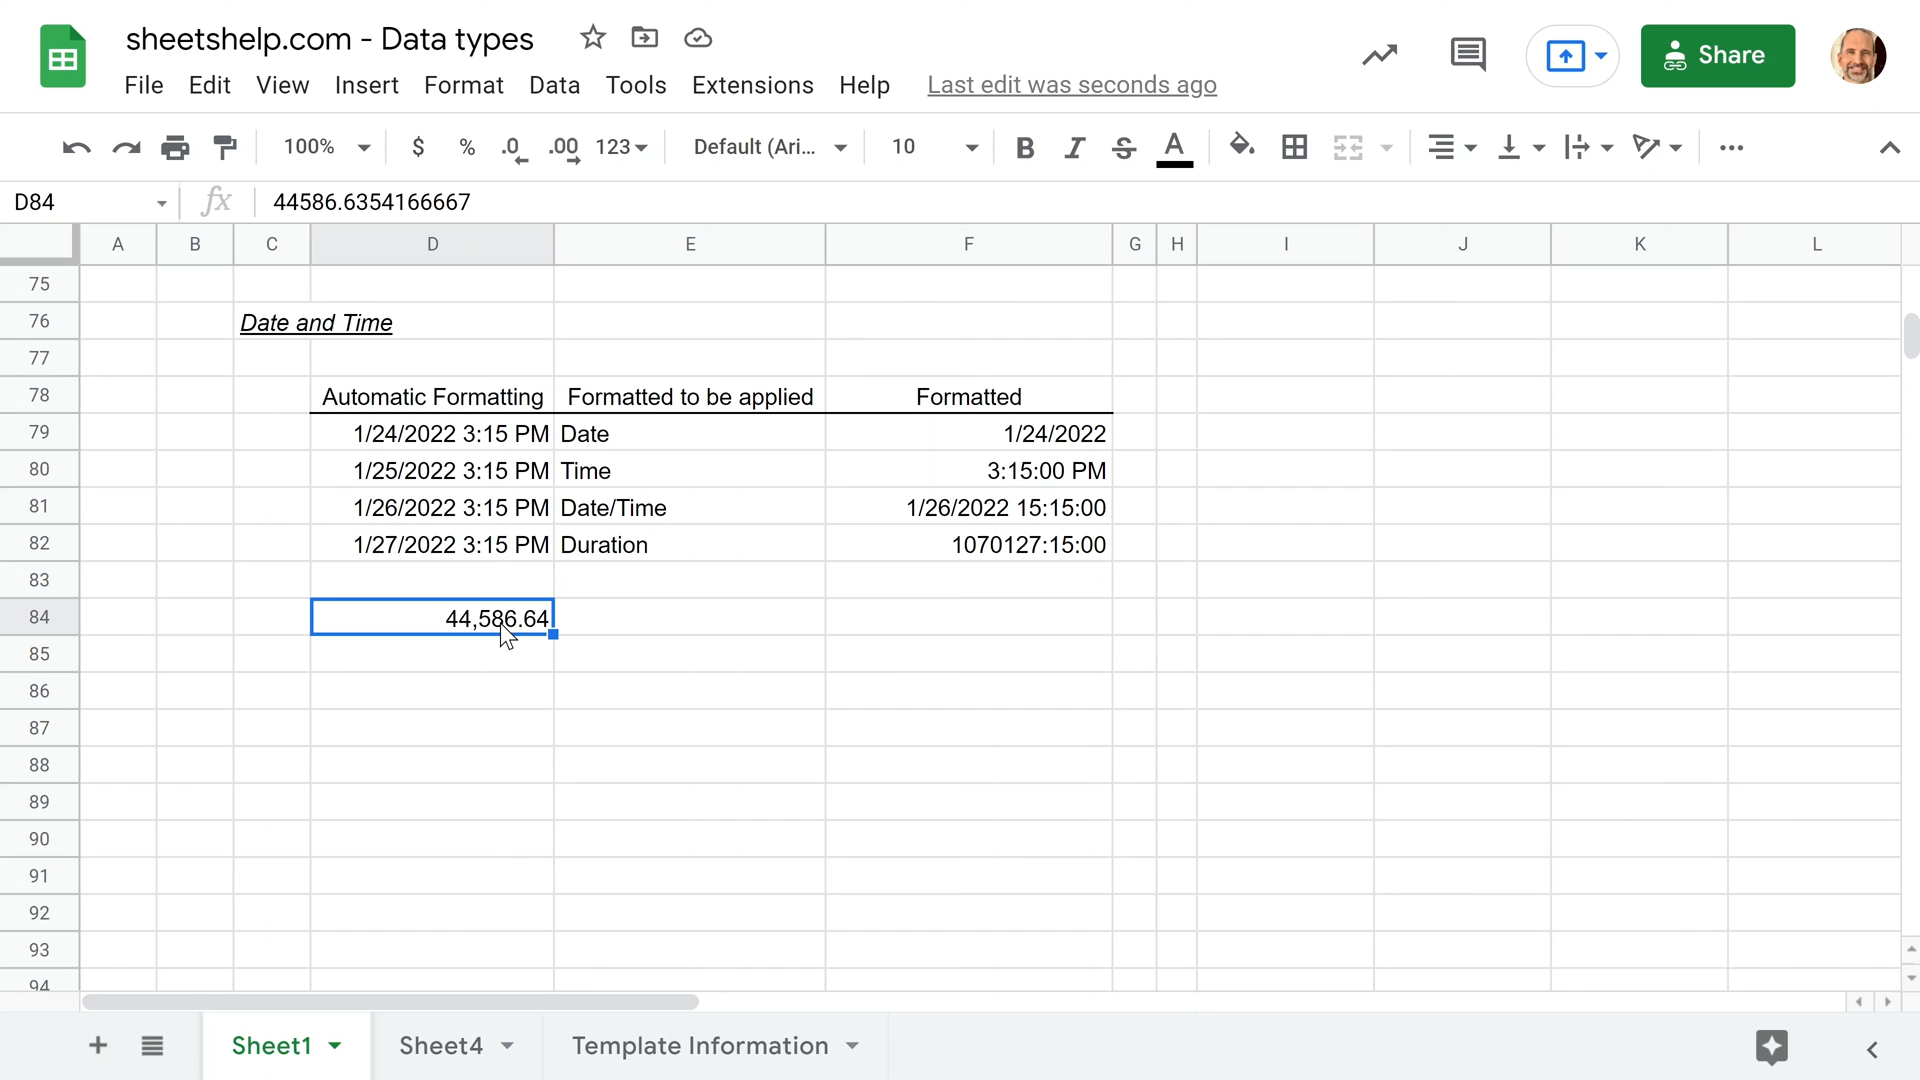 sheetshelp.com - Data types
File Edit View Insert Format Data Tools Extensions Help Last edit was seconds ago
Share
100% $ % .0 .00 123 Default (Ari... 10 B I S A
D84 fx 44586.6354166667
A B C D E F G H I J K L
75
76 Date and Time
77
78 Automatic Formatting Formatted to be applied Formatted
79 1/24/2022 3:15 PM Date 1/24/2022
80 1/25/2022 3:15 PM Time 3:15:00 PM
81 1/26/2022 3:15 PM Date/Time 1/26/2022 15:15:00
82 1/27/2022 3:15 PM Duration 1070127:15:00
83
84 44,586.64
85
86
87
88
89
90
91
92
93
94
Sheet1 Sheet4 Template Information